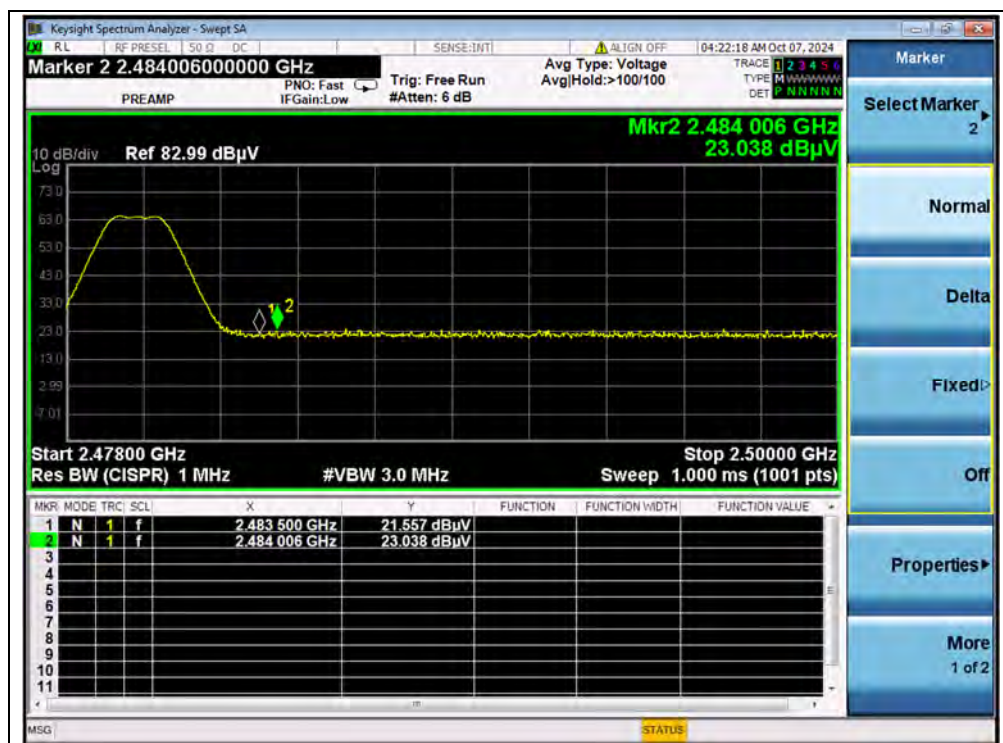 Keysight Spectrum Analyzer - Swept SA
LXI RL RF PRESEL 50 Ω DC SENSE:INT ALIGN OFF 04:22:18 AM Oct 07, 2024
Marker 2 2.484006000000 GHz
PREAMP
PNO: Fast
IFGain:Low
Trig: Free Run
#Atten: 6 dB
Avg Type: Voltage
Avg|Hold:>100/100
TRACE 1 2 3 4 5 6
TYPE M WWWWW
DET P N N N N N
Mkr2 2.484 006 GHz
23.038 dBµV
10 dB/div Ref 82.99 dBµV
Log
73.0
63.0
53.0
43.0
33.0
23.0
13.0
2.99
-7.01
1 2
Start 2.47800 GHz Stop 2.50000 GHz
Res BW (CISPR) 1 MHz #VBW 3.0 MHz Sweep 1.000 ms (1001 pts)
MKR MODE TRC SCL X Y FUNCTION FUNCTION WIDTH FUNCTION VALUE
1 N 1 f 2.483 500 GHz 21.557 dBµV
2 N 1 f 2.484 006 GHz 23.038 dBµV
3
4
5
6
7
8
9
10
11
MSG STATUS
Marker
Select Marker
2
Normal
Delta
Fixed
Off
Properties
More
1 of 2